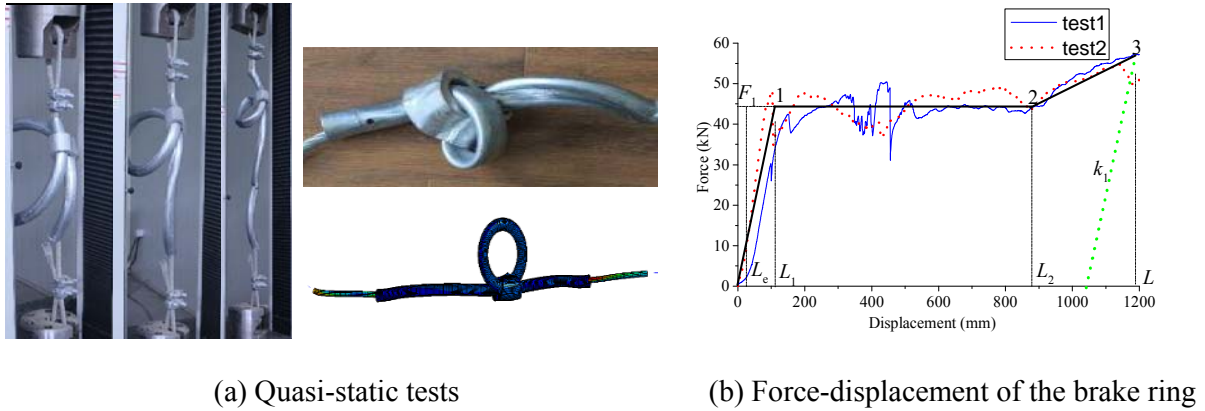 test1
test2
60
50
40
30
20
10
0
Force (kN)
F₁
1
2
3
k₁
Lₑ
L₁
L₂
L
0
200
400
600
800
1000
1200
Displacement (mm)
(a) Quasi-static tests
(b) Force-displacement of the brake ring